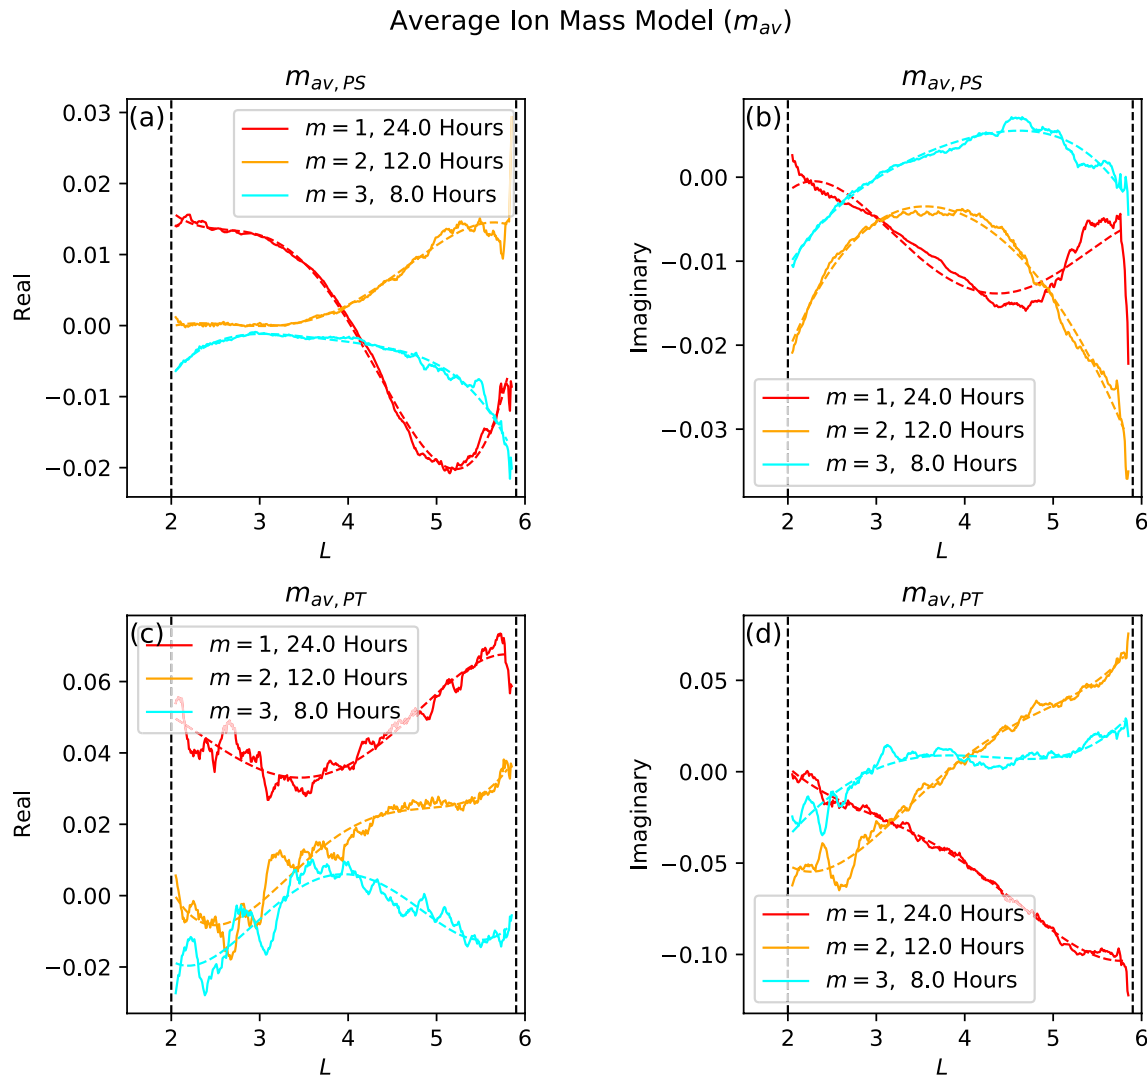 Average Ion Mass Model (m_av)
m_av,PS
(a)
m = 1, 24.0 Hours
m = 2, 12.0 Hours
m = 3, 8.0 Hours
Real
0.03
0.02
0.01
0.00
−0.01
−0.02
2 3 4 5 6
L
m_av,PS
(b)
Imaginary
0.00
−0.01
−0.02
−0.03
m = 1, 24.0 Hours
m = 2, 12.0 Hours
m = 3, 8.0 Hours
2 3 4 5 6
L
m_av,PT
(c)
m = 1, 24.0 Hours
m = 2, 12.0 Hours
m = 3, 8.0 Hours
Real
0.06
0.04
0.02
0.00
−0.02
2 3 4 5 6
L
m_av,PT
(d)
Imaginary
0.05
0.00
−0.05
−0.10
m = 1, 24.0 Hours
m = 2, 12.0 Hours
m = 3, 8.0 Hours
2 3 4 5 6
L